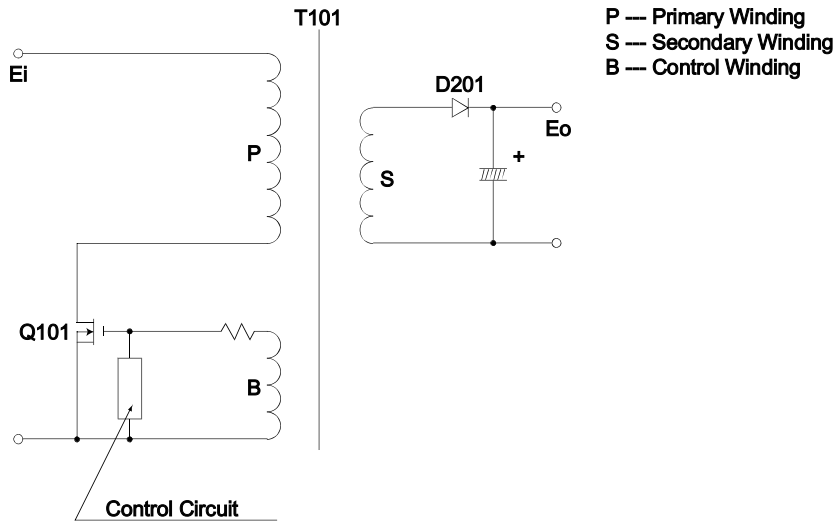 T101
P --- Primary Winding
S --- Secondary Winding
B --- Control Winding
Ei
D201
Eo
P
S
+
Q101
B
Control Circuit